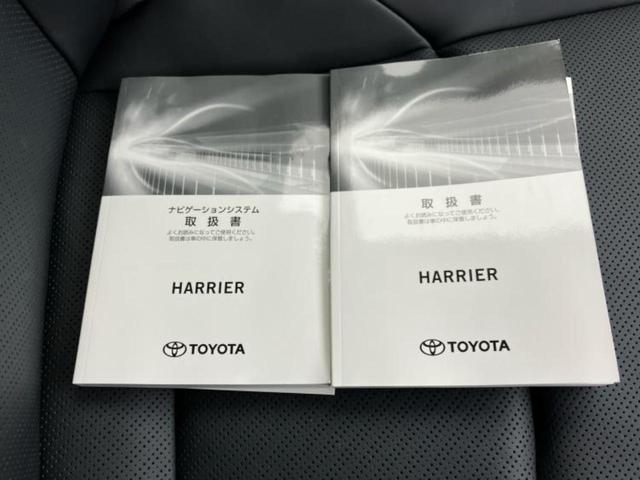 ナビゲーションシステム
取扱書
よくお読みになってご使用ください。
取扱書は車の中に保管しましょう。
HARRIER
TOYOTA
取扱書
よくお読みになってご使用ください。
取扱書は車の中に保管しましょう。
HARRIER
TOYOTA